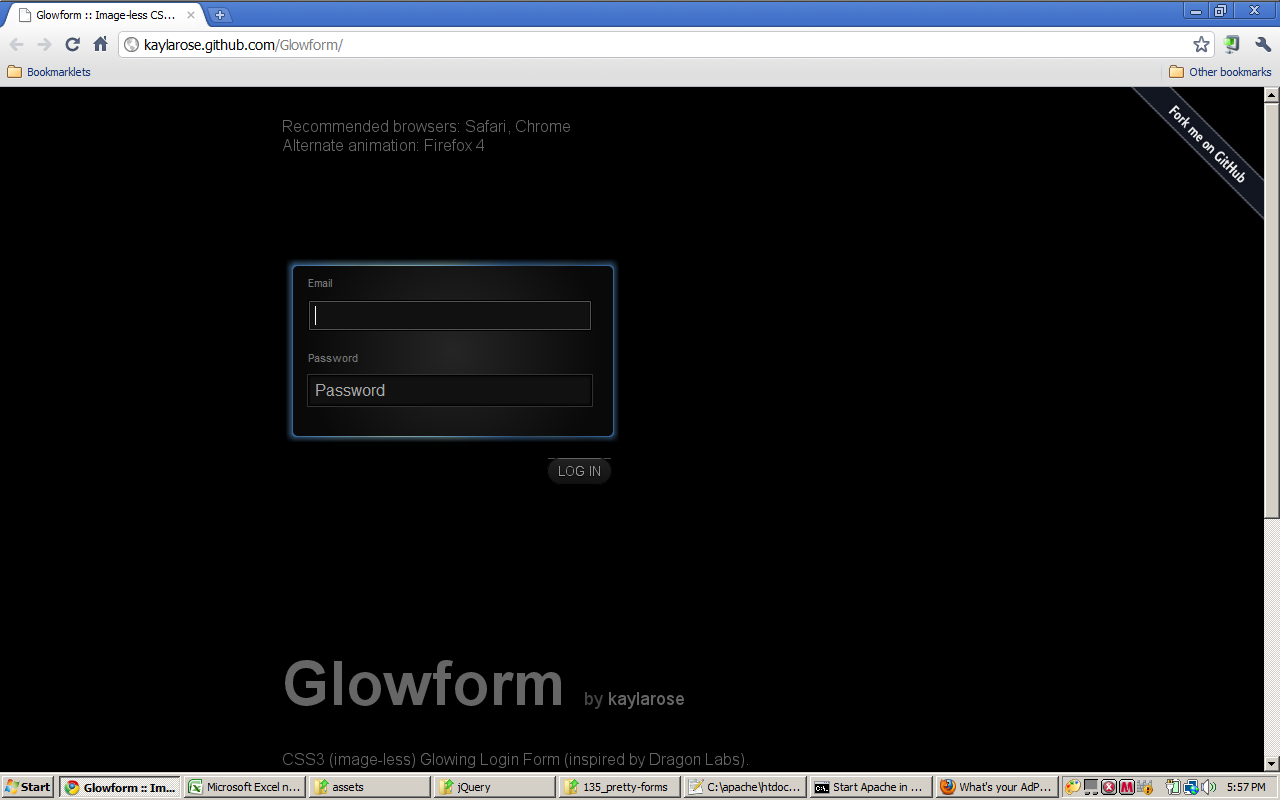 Glowform :: Image-less CS...
kaylarose.github.com/Glowform/
Bookmarklets
Other bookmarks
Recommended browsers: Safari, Chrome
Alternate animation: Firefox 4
Fork me on GitHub
Email
Password
Password
LOG IN
Glowform by kaylarose
CSS3 (image-less) Glowing Login Form (inspired by Dragon Labs).
Start
Glowform :: Im...
Microsoft Excel n...
assets
jQuery
135_pretty-forms
C:\apache\htdoc...
Start Apache in ...
What's your AdP...
5:57 PM